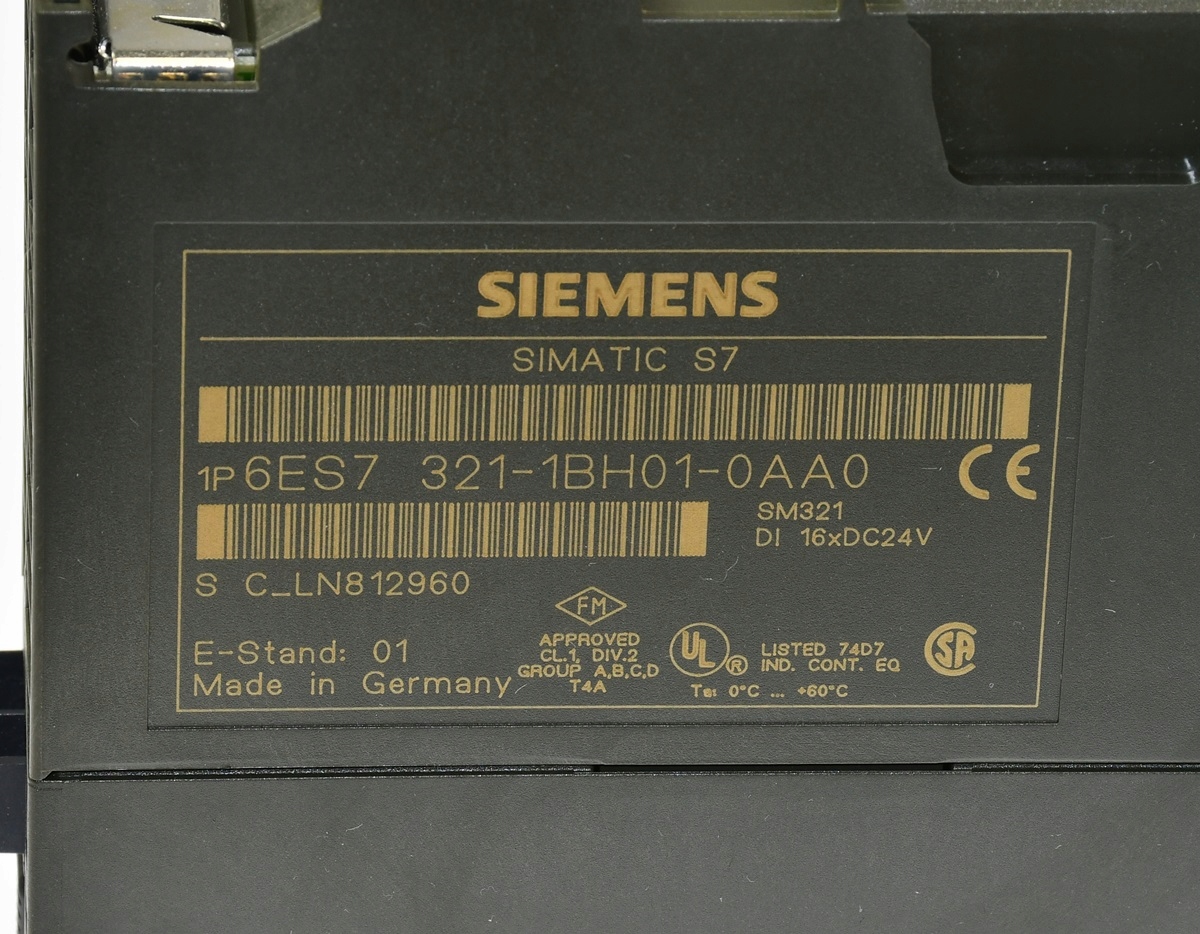 SIEMENS
SIMATIC S7
1P 6ES7 321-1BH01-0AA0
CE
SM321
DI 16xDC24V
S C_LN812960
E-Stand: 01
Made in Germany
FM
APPROVED
CL.1, DIV.2
GROUP A,B,C,D
T4A
UL ®
LISTED 74D7
IND. CONT. EQ
Ta: 0°C ... +60°C
SA